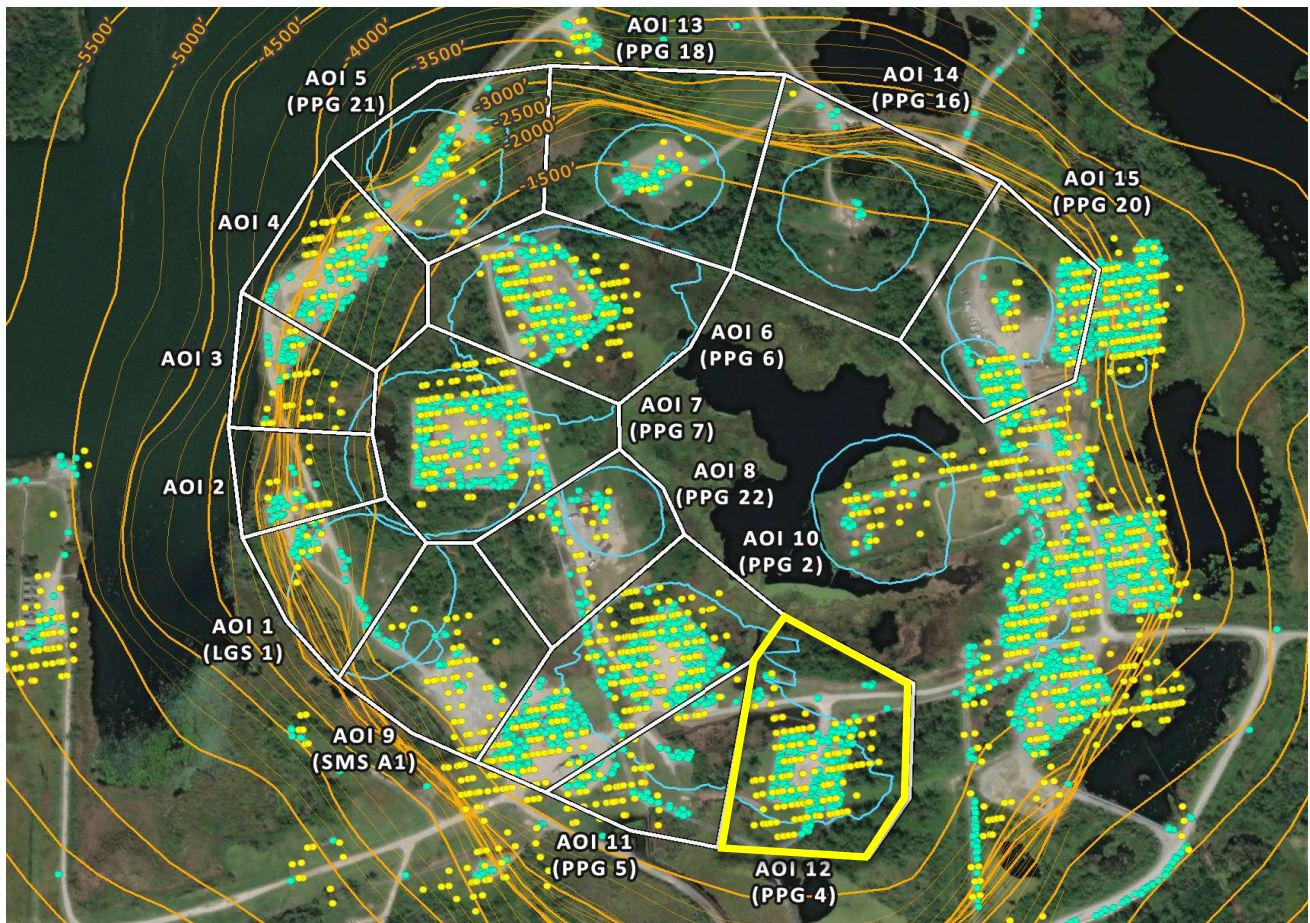 -5500'
-5000'
-4500'
-4000'
-3500'
-3000'
-2500'
-2000'
-1500'
AOI 13
(PPG 18)
AOI 14
(PPG 16)
AOI 5
(PPG 21)
AOI 15
(PPG 20)
AOI 4
AOI 3
AOI 6
(PPG 6)
AOI 7
(PPG 7)
AOI 2
AOI 8
(PPG 22)
AOI 10
(PPG 2)
AOI 1
(LGS 1)
AOI 9
(SMS A1)
AOI 11
(PPG 5)
AOI 12
(PPG 4)